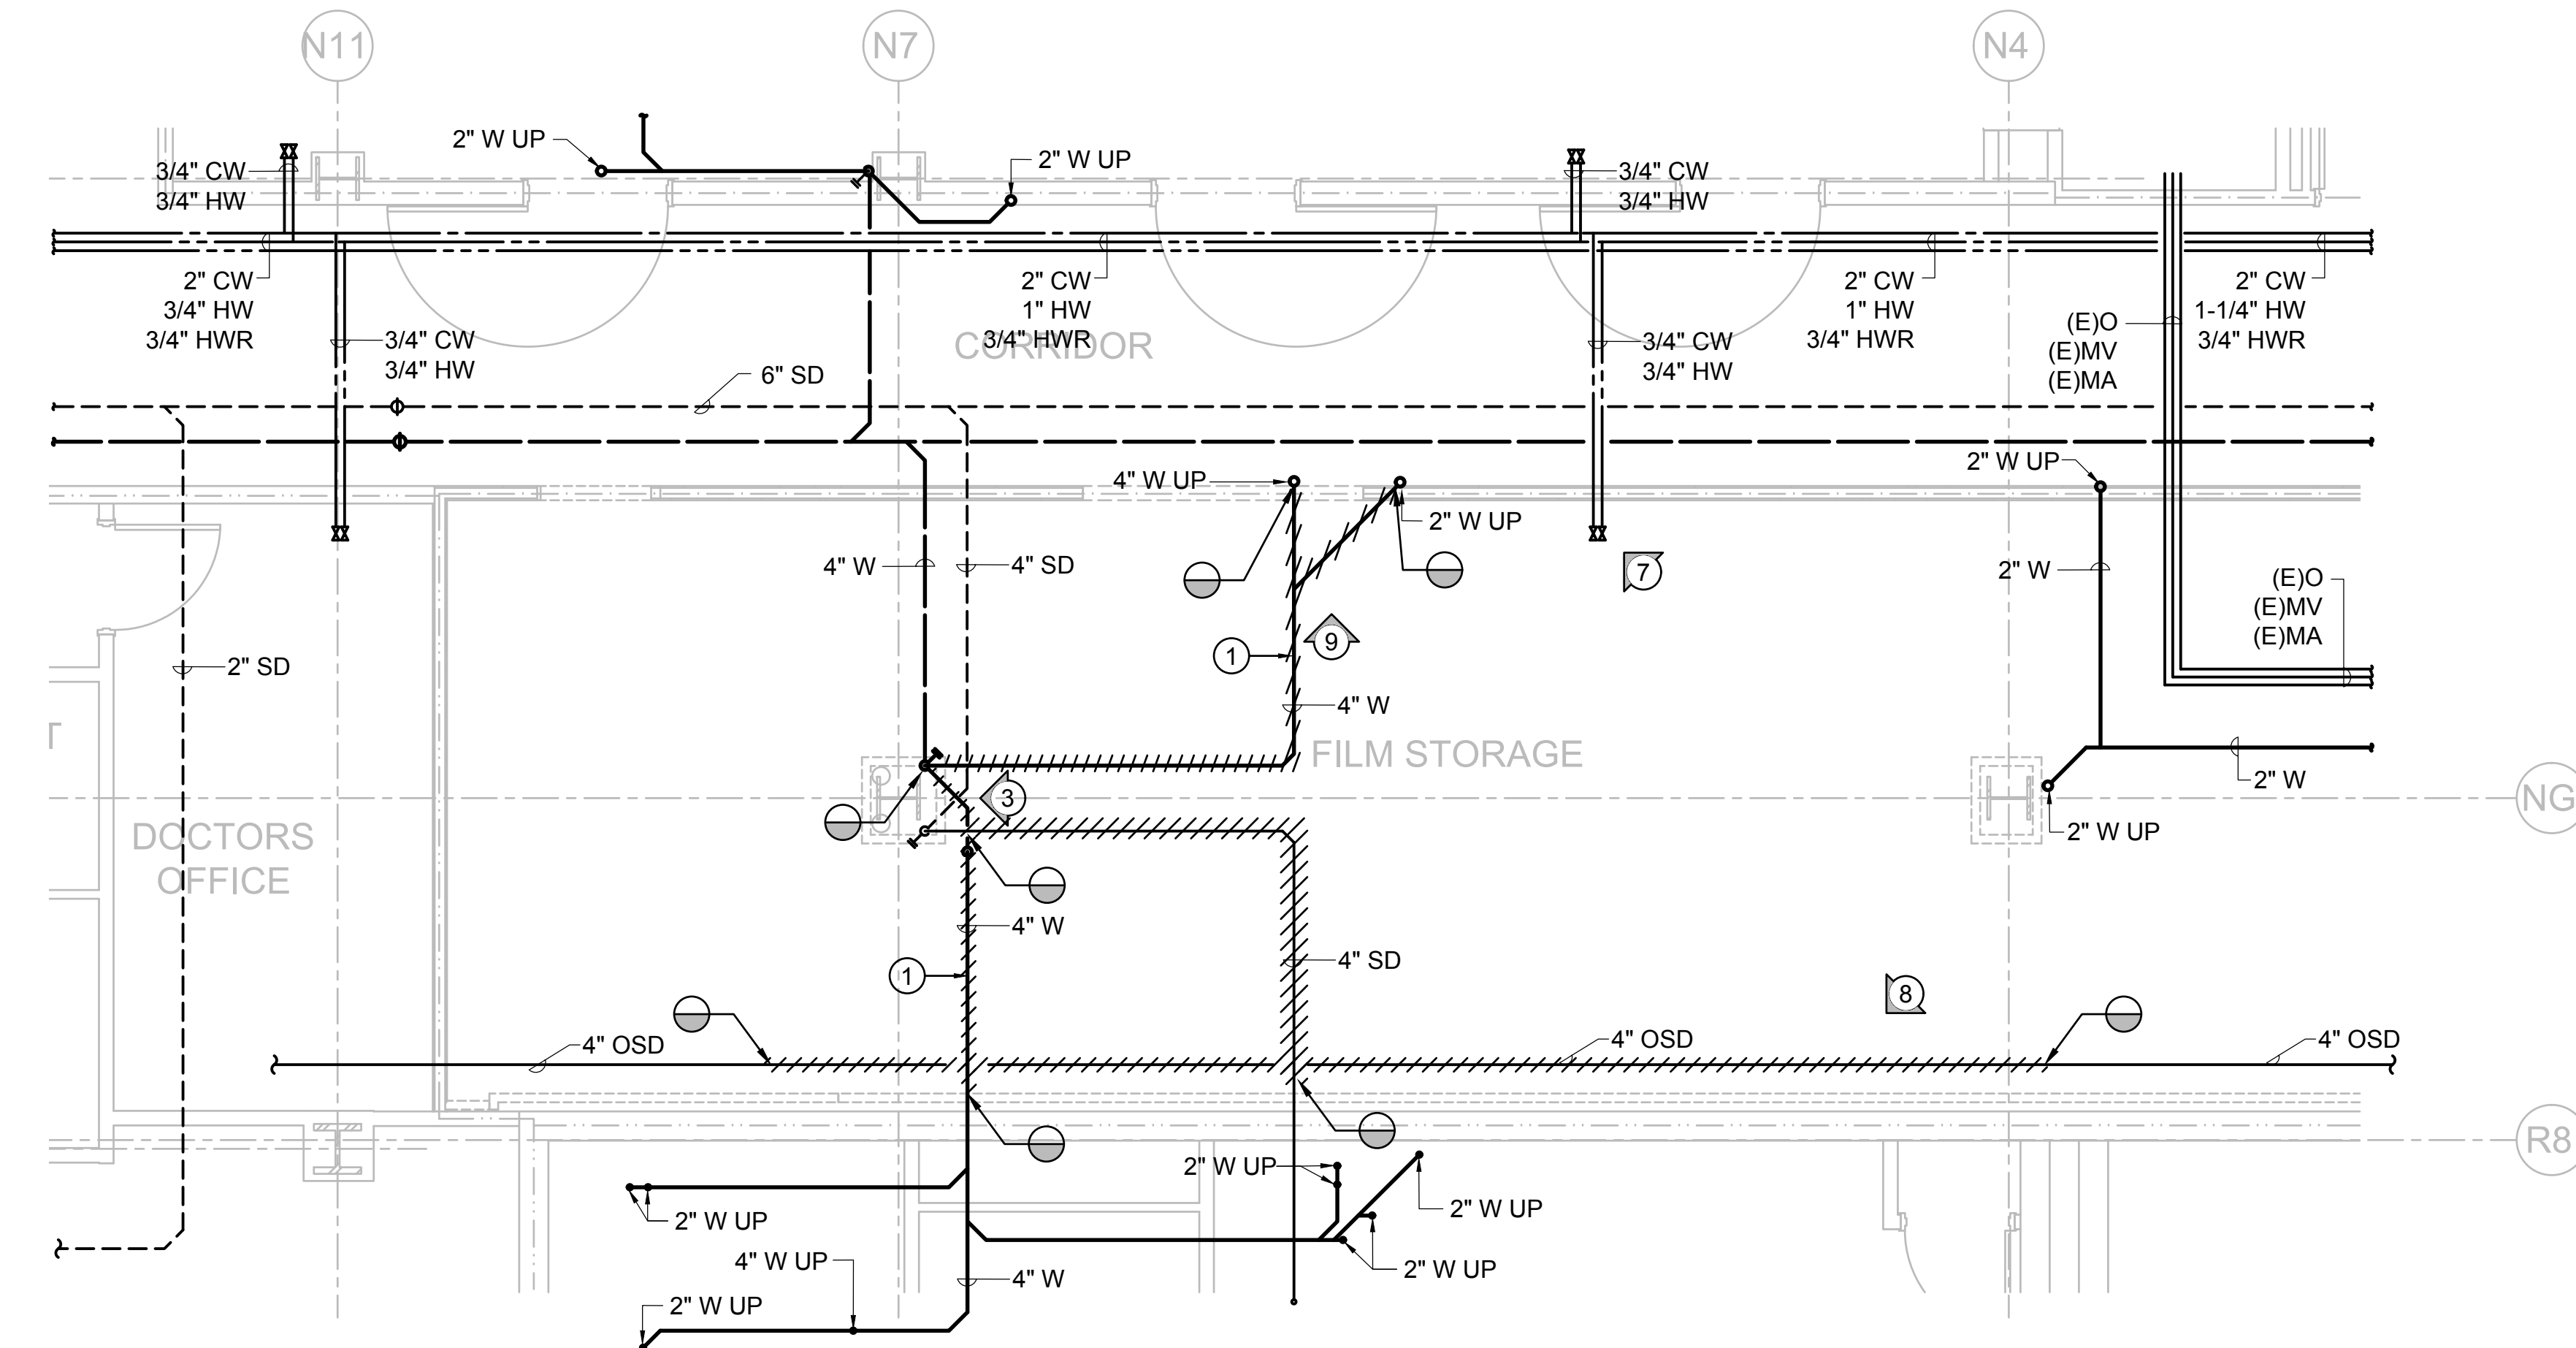 N11
N7
N4
2" W UP
2" W UP
3/4" CW
3/4" HW
3/4" CW
3/4" HW
2" CW
3/4" HW
3/4" HWR
2" CW
1" HW
3/4" HWR
2" CW
1" HW
3/4" HWR
2" CW
1-1/4" HW
3/4" HWR
(E)O
(E)MV
(E)MA
3/4" CW
3/4" HW
CORRIDOR
3/4" CW
3/4" HW
6" SD
4" W UP
2" W UP
2" W UP
4" W
4" SD
7
2" W
(E)O
(E)MV
(E)MA
9
1
2" SD
4" W
T
FILM STORAGE
2" W
3
NG
2" W UP
DOCTORS
OFFICE
4" W
4" SD
1
8
4" OSD
4" OSD
4" OSD
R8
2" W UP
2" W UP
2" W UP
4" W UP
2" W UP
4" W
2" W UP